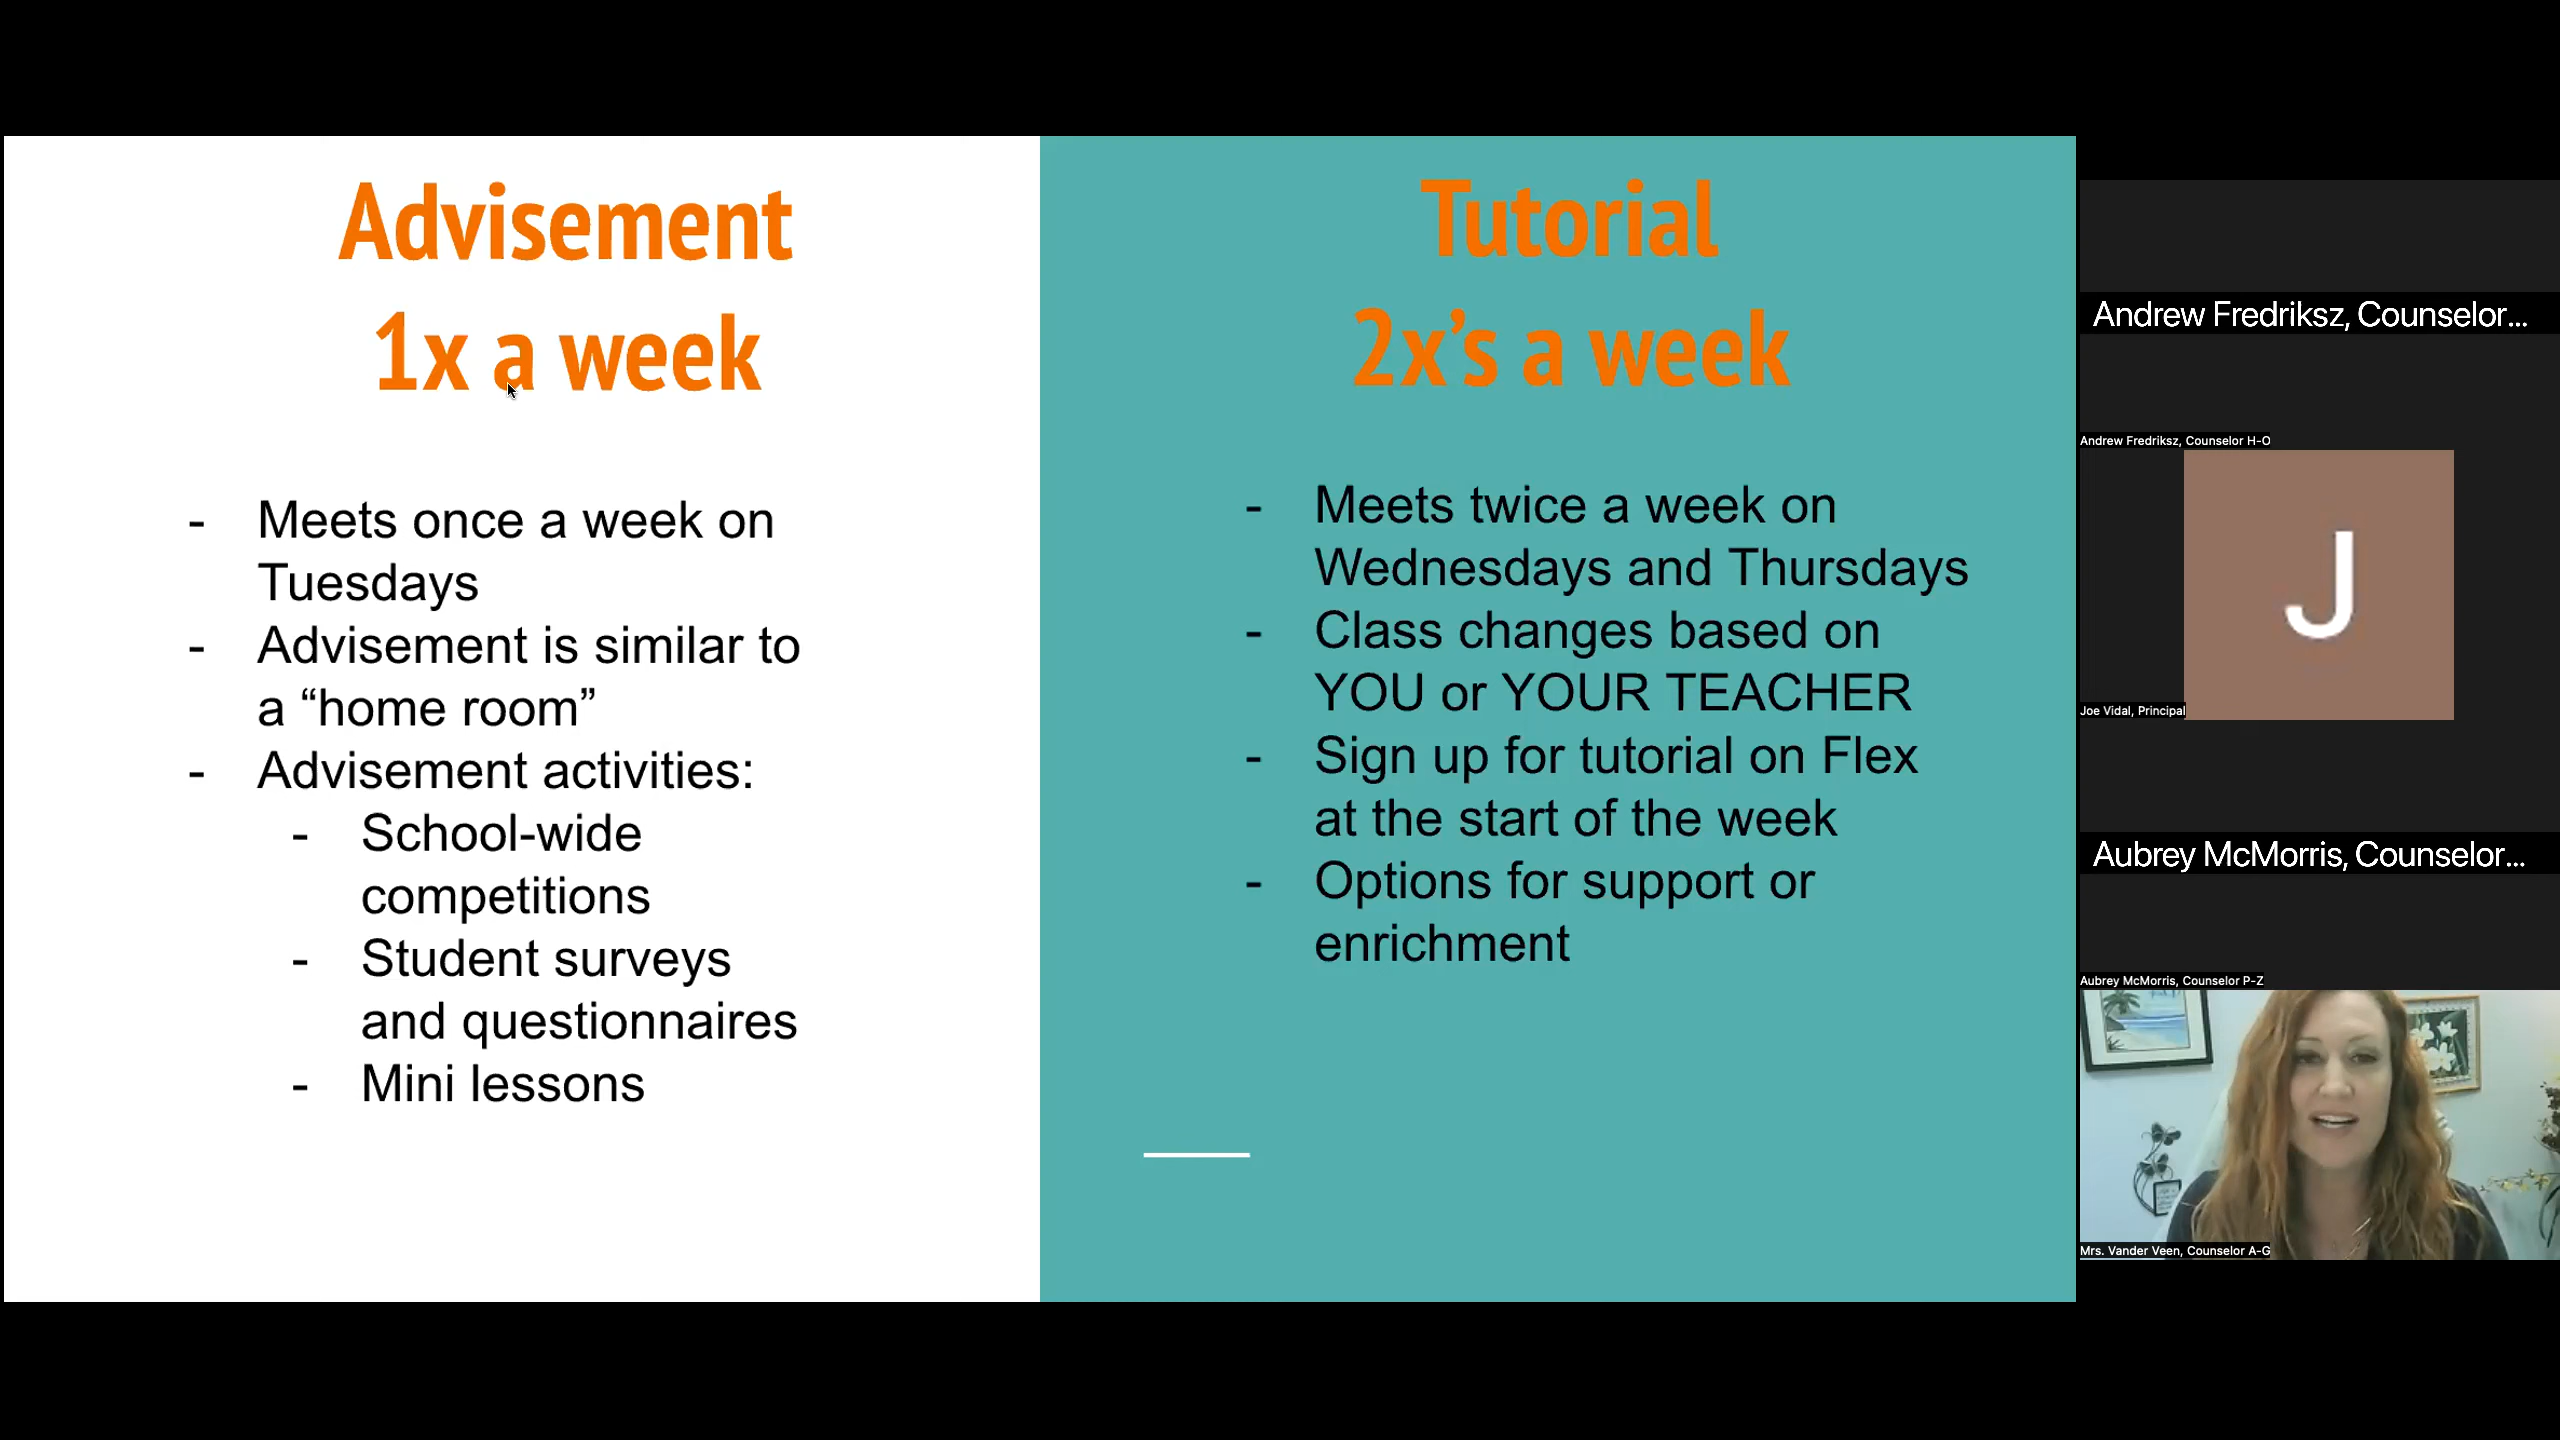 Advisement
1x a week
- Meets once a week on
Tuesdays
- Advisement is similar to
a “home room”
- Advisement activities:
- School-wide
competitions
- Student surveys
and questionnaires
- Mini lessons
Tutorial
2x’s a week
- Meets twice a week on
Wednesdays and Thursdays
- Class changes based on
YOU or YOUR TEACHER
- Sign up for tutorial on Flex
at the start of the week
- Options for support or
enrichment
Andrew Fredriksz, Counselor...
Andrew Fredriksz, Counselor H-O
J
Joe Vidal, Principal
Aubrey McMorris, Counselor...
Aubrey McMorris, Counselor P-Z
Mrs. Vander Veen, Counselor A-G